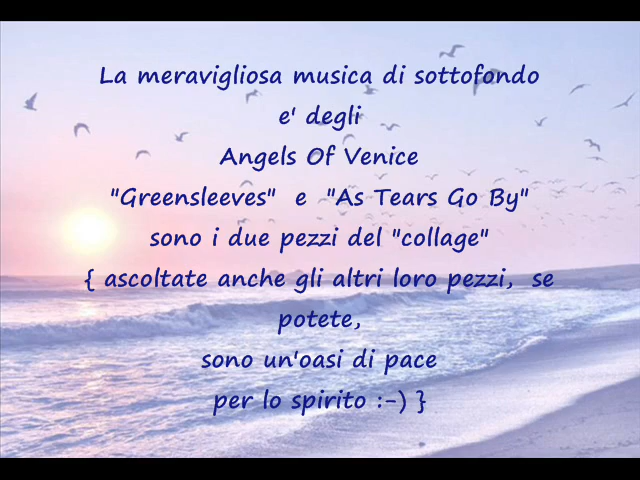 La meravigliosa musica di sottofondo
e' degli
Angels Of Venice
"Greensleeves" e "As Tears Go By"
sono i due pezzi del "collage"
{ ascoltate anche gli altri loro pezzi, se
potete,
sono un'oasi di pace
per lo spirito :-) }